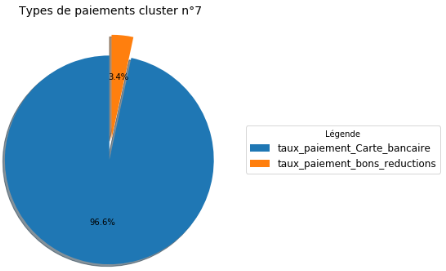 Types de paiements cluster n°7
3.4%
96.6%
Légende
taux_paiement_Carte_bancaire
taux_paiement_bons_reductions